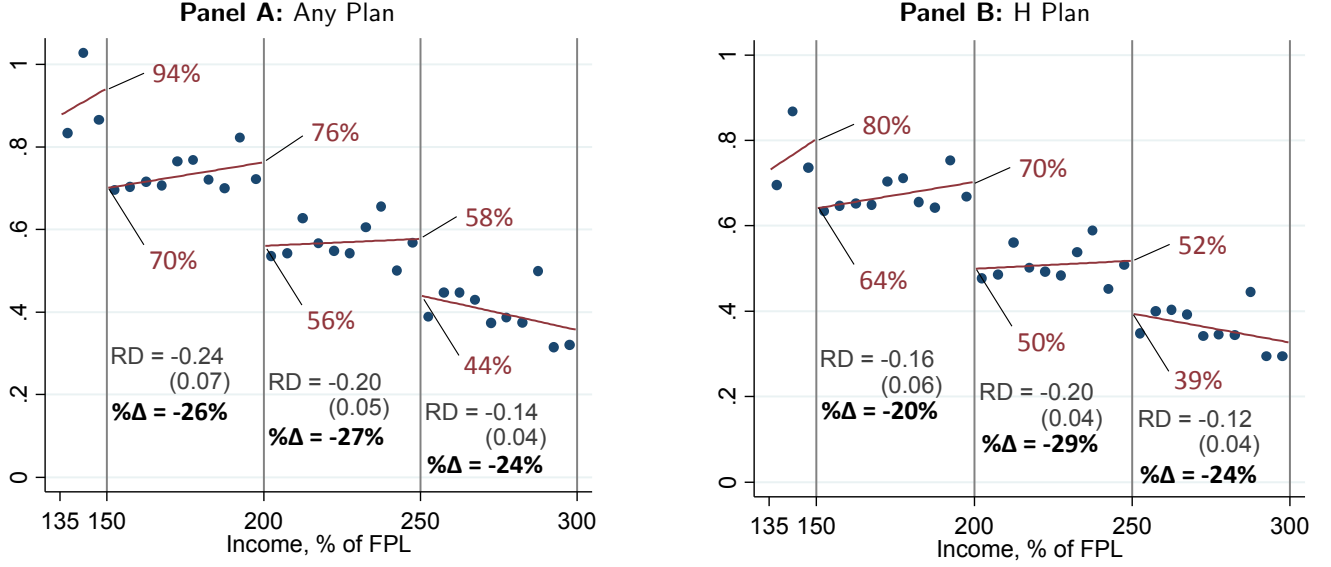 Panel A: Any Plan
1
.8
.6
.4
.2
0
94%
70%
76%
56%
58%
44%
RD = -0.24
(0.07)
%Δ = -26%
RD = -0.20
(0.05)
%Δ = -27%
RD = -0.14
(0.04)
%Δ = -24%
135 150 200 250 300
Income, % of FPL
Panel B: H Plan
1
.8
.6
.4
.2
0
80%
64%
70%
50%
52%
39%
RD = -0.16
(0.06)
%Δ = -20%
RD = -0.20
(0.04)
%Δ = -29%
RD = -0.12
(0.04)
%Δ = -24%
135 150 200 250 300
Income, % of FPL